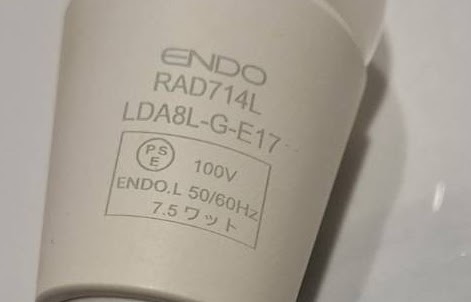 ENDO
RAD714L
LDA8L-G-E17
PS E 100V
ENDO.L 50/60Hz
7.5ワット